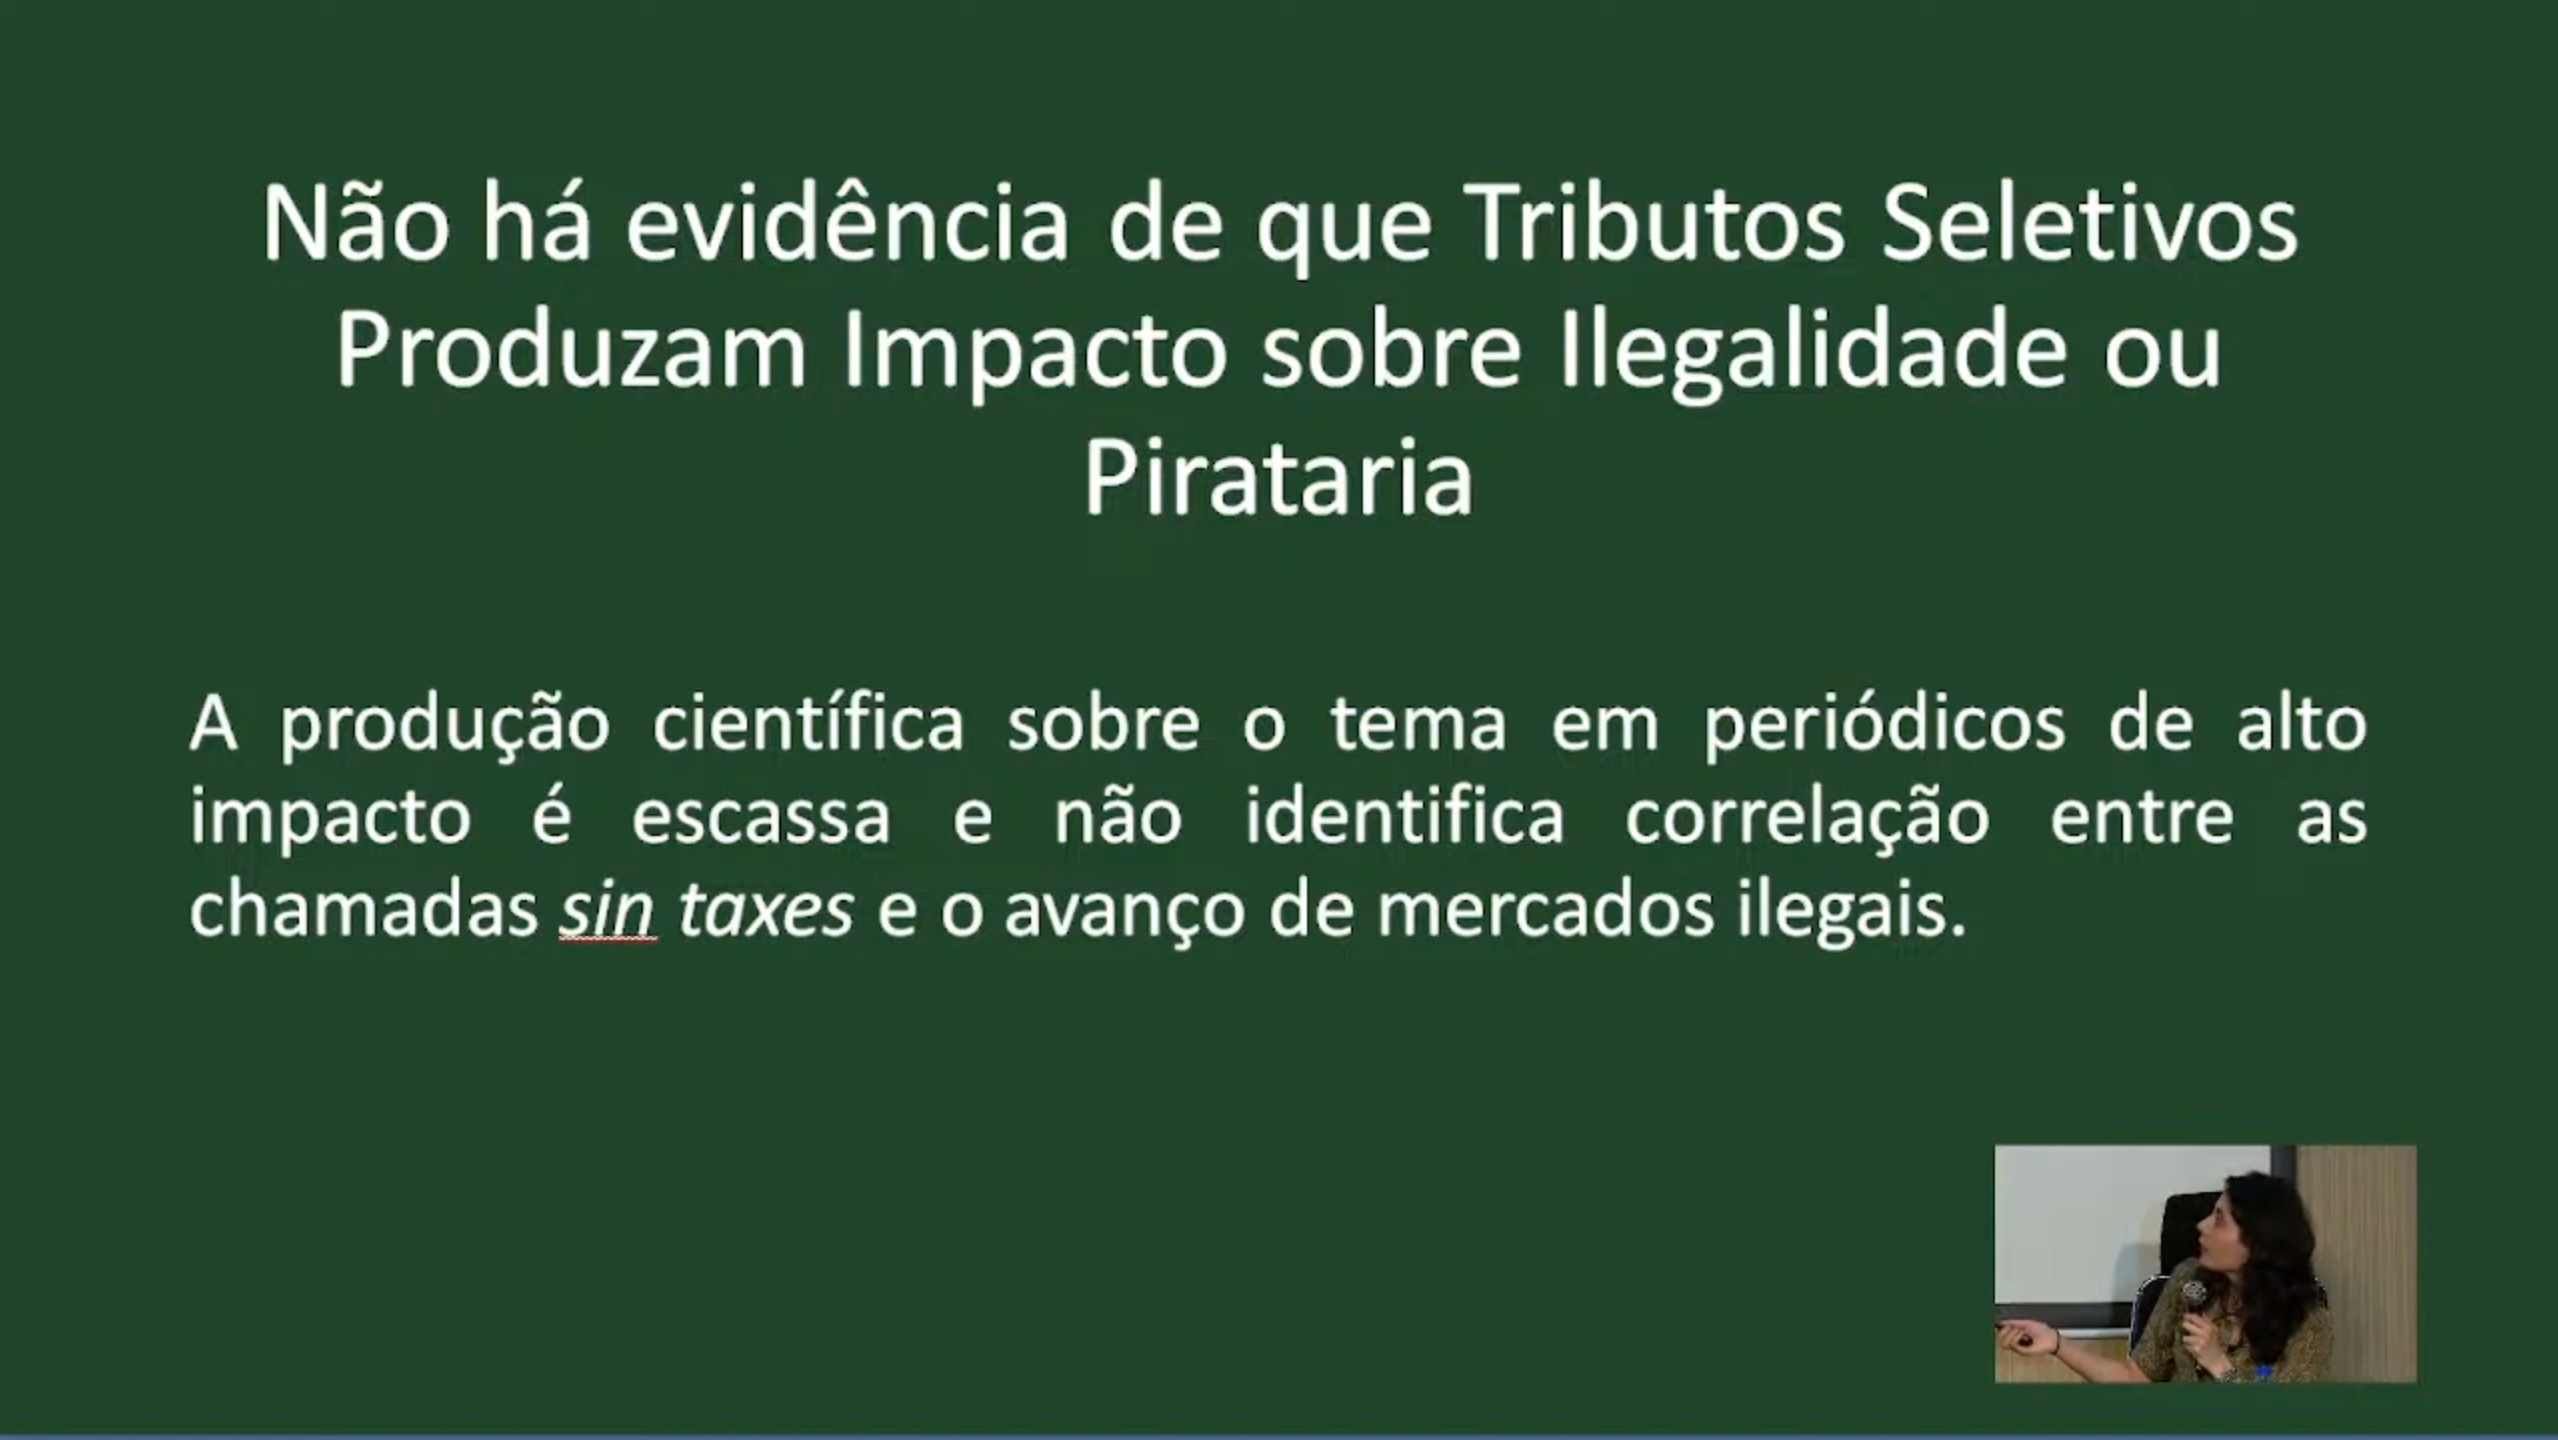 Não há evidência de que Tributos Seletivos
Produzam Impacto sobre Ilegalidade ou
Pirataria
A produção científica sobre o tema em periódicos de alto
impacto é escassa e não identifica correlação entre as
chamadas sin taxes e o avanço de mercados ilegais.